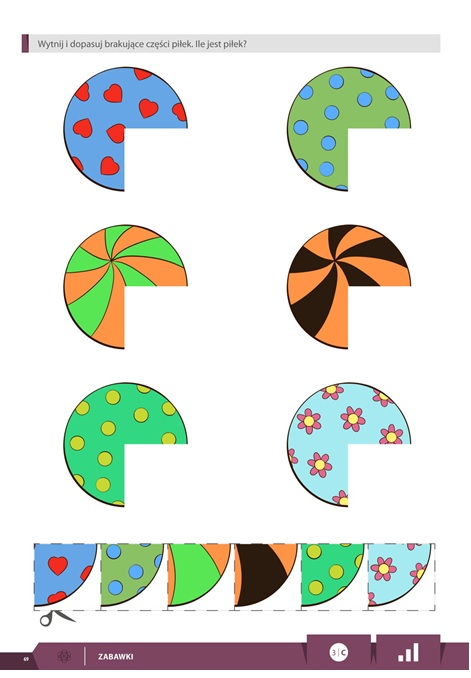 Wytnij i dopasuj brakujące części piłek. Ile jest piłek?
69
ZABAWKI
3 | C